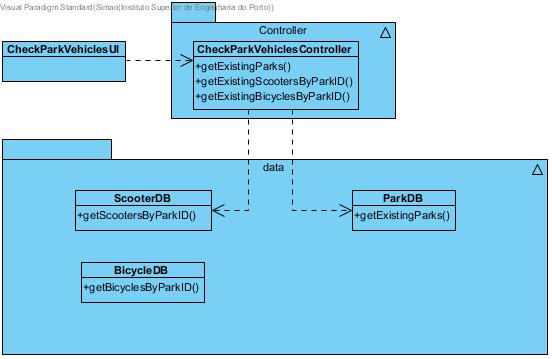 Visual Paradigm Standard(Simao(Instituto Superior de Engenharia do Porto))
Controller
CheckParkVehiclesUI
CheckParkVehiclesController
+getExistingParks()
+getExistingScootersByParkID()
+getExistingBicyclesByParkID()
data
ScooterDB
+getScootersByParkID()
ParkDB
+getExistingParks()
BicycleDB
+getBicyclesByParkID()